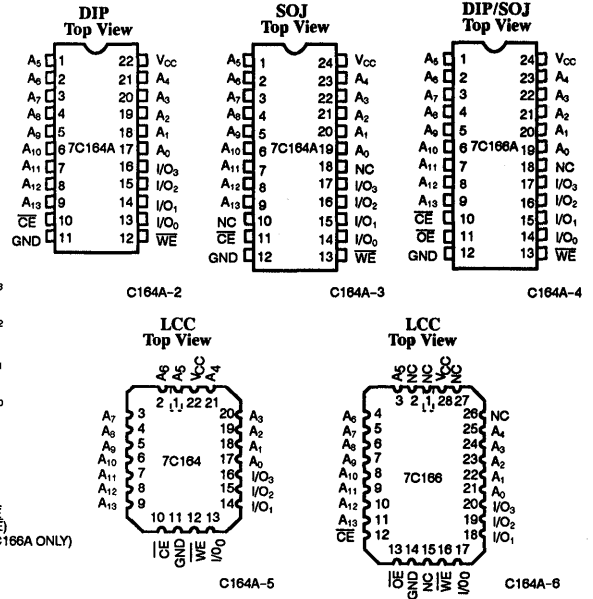 DIP
Top View
A5 1 22 VCC
A6 2 21 A4
A7 3 20 A3
A8 4 19 A2
A9 5 18 A1
A10 6 7C164A 17 A0
A11 7 16 I/O3
A12 8 15 I/O2
A13 9 14 I/O1
CE 10 13 I/O0
GND 11 12 WE
C164A-2
SOJ
Top View
A5 1 24 VCC
A6 2 23 A4
A7 3 22 A3
A8 4 21 A2
A9 5 20 A1
A10 6 7C164A 19 A0
A11 7 18 NC
A12 8 17 I/O3
A13 9 16 I/O2
NC 10 15 I/O1
CE 11 14 I/O0
GND 12 13 WE
C164A-3
DIP/SOJ
Top View
A5 1 24 VCC
A6 2 23 A4
A7 3 22 A3
A8 4 21 A2
A9 5 20 A1
A10 6 7C166A 19 A0
A11 7 18 NC
A12 8 17 I/O3
A13 9 16 I/O2
CE 10 15 I/O1
OE 11 14 I/O0
GND 12 13 WE
C164A-4
3
2
1
0
E
E)
C166A ONLY)
LCC
Top View
A6 A5 VCC A4
2 1 22 21
A7 3 20 A3
A8 4 19 A2
A9 5 18 A1
A10 6 7C164 17 A0
A11 7 16 I/O3
A12 8 15 I/O2
A13 9 14 I/O1
10 11 12 13
CE GND WE I/O0
C164A-5
LCC
Top View
A5 NC NC VCC NC
3 2 1 28 27
A6 4 26 NC
A7 5 25 A4
A8 6 24 A3
A9 7 23 A2
A10 8 7C166 22 A1
A11 9 21 A0
A12 10 20 I/O3
A13 11 19 I/O2
CE 12 18 I/O1
13 14 15 16 17
OE GND NC WE I/O0
C164A-6